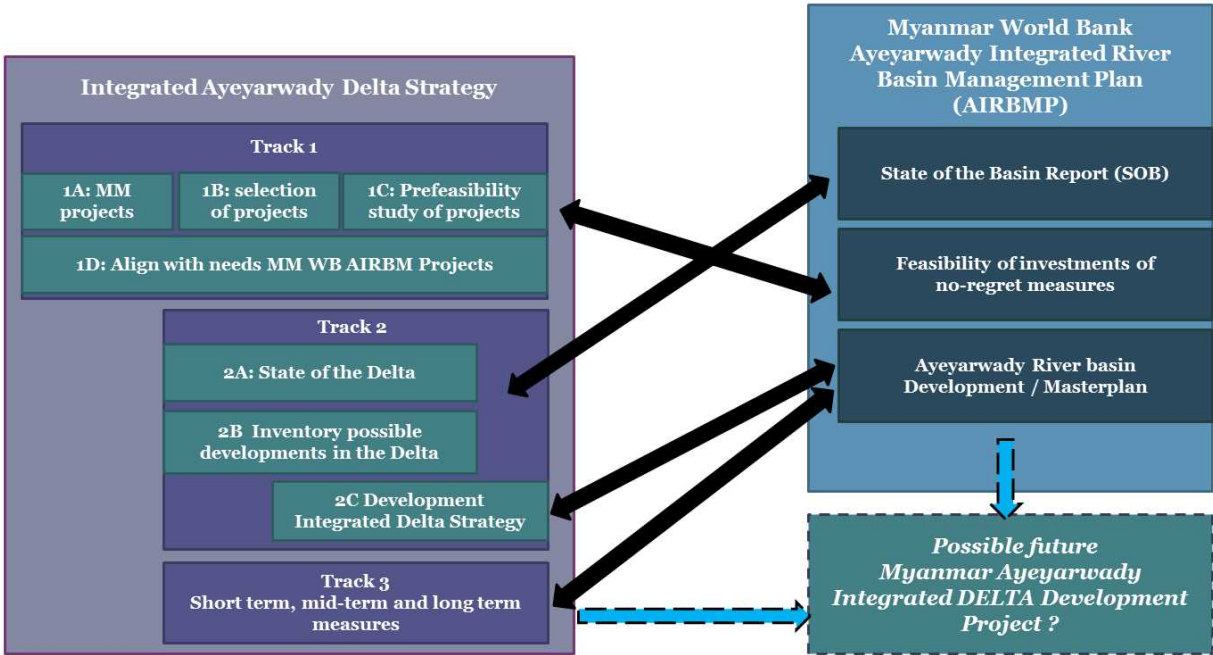 Integrated Ayeyarwady Delta Strategy
Track 1
1A: MM
projects
1B: selection
of projects
1C: Prefeasibility
study of projects
1D: Align with needs MM WB AIRBM Projects
Track 2
2A: State of the Delta
2B Inventory possible
developments in the Delta
2C Development
Integrated Delta Strategy
Track 3
Short term, mid-term and long term
measures
Myanmar World Bank
Ayeyarwady Integrated River
Basin Management Plan
(AIRBMP)
State of the Basin Report (SOB)
Feasibility of investments of
no-regret measures
Ayeyarwady River basin
Development / Masterplan
Possible future
Myanmar Ayeyarwady
Integrated DELTA Development
Project ?